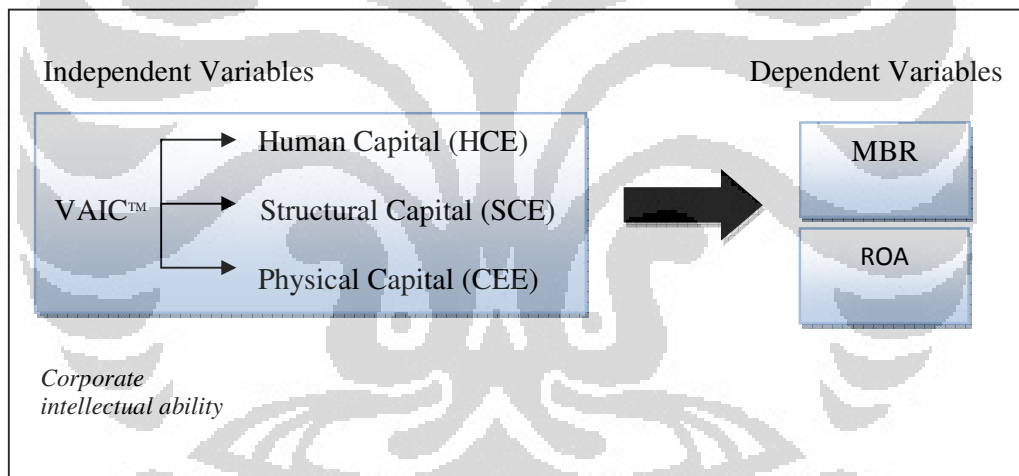 Independent Variables
Dependent Variables
VAIC™
Human Capital (HCE)
Structural Capital (SCE)
Physical Capital (CEE)
MBR
ROA
Corporate
intellectual ability